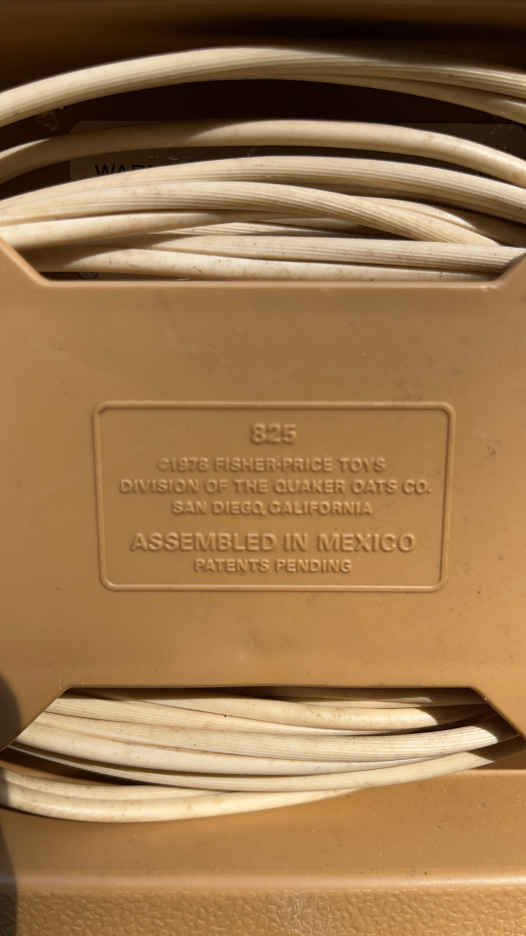 825
©1978 FISHER-PRICE TOYS
DIVISION OF THE QUAKER OATS CO.
SAN DIEGO, CALIFORNIA
ASSEMBLED IN MEXICO
PATENTS PENDING